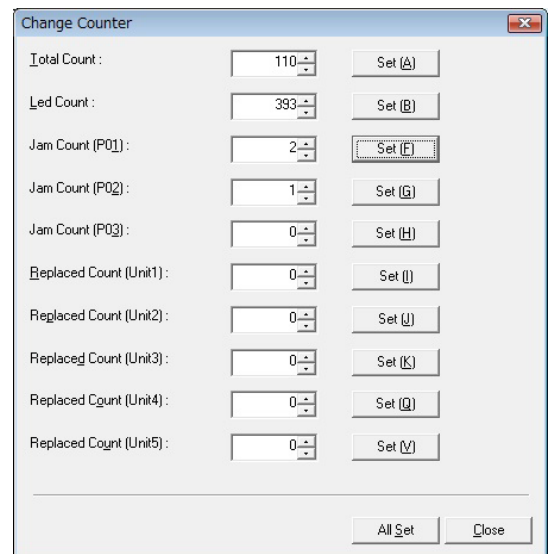 Change Counter
Total Count : 110 Set (A)
Led Count : 393 Set (B)
Jam Count (P01) : 2 Set (F)
Jam Count (P02) : 1 Set (G)
Jam Count (P03) : 0 Set (H)
Replaced Count (Unit1) : 0 Set (I)
Replaced Count (Unit2) : 0 Set (J)
Replaced Count (Unit3) : 0 Set (K)
Replaced Count (Unit4) : 0 Set (Q)
Replaced Count (Unit5) : 0 Set (V)
All Set Close